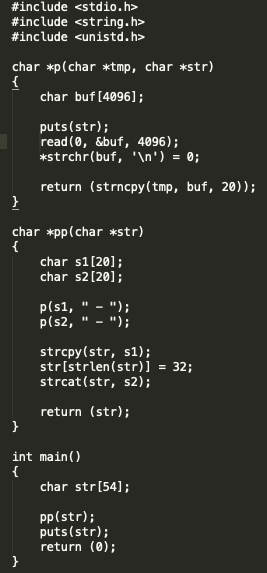 #include <stdio.h>
#include <string.h>
#include <unistd.h>

char *p(char *tmp, char *str)
{
    char buf[4096];

    puts(str);
    read(0, &buf, 4096);
    *strchr(buf, '\n') = 0;

    return (strncpy(tmp, buf, 20));
}

char *pp(char *str)
{
    char s1[20];
    char s2[20];

    p(s1, " - ");
    p(s2, " - ");

    strcpy(str, s1);
    str[strlen(str)] = 32;
    strcat(str, s2);

    return (str);
}

int main()
{
    char str[54];

    pp(str);
    puts(str);
    return (0);
}